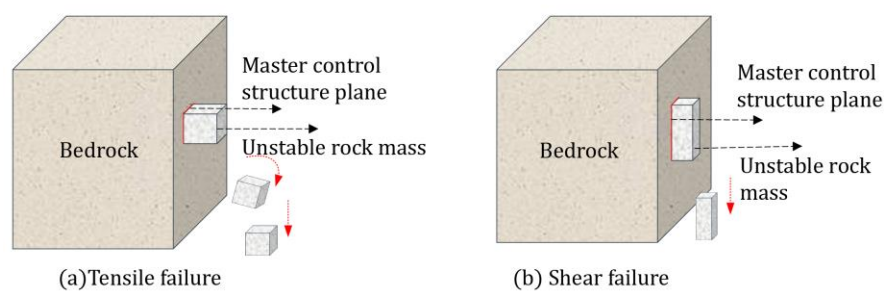 Master control
structure plane
Bedrock
Unstable rock mass
(a)Tensile failure
Master control
structure plane
Bedrock
Unstable rock
mass
(b) Shear failure